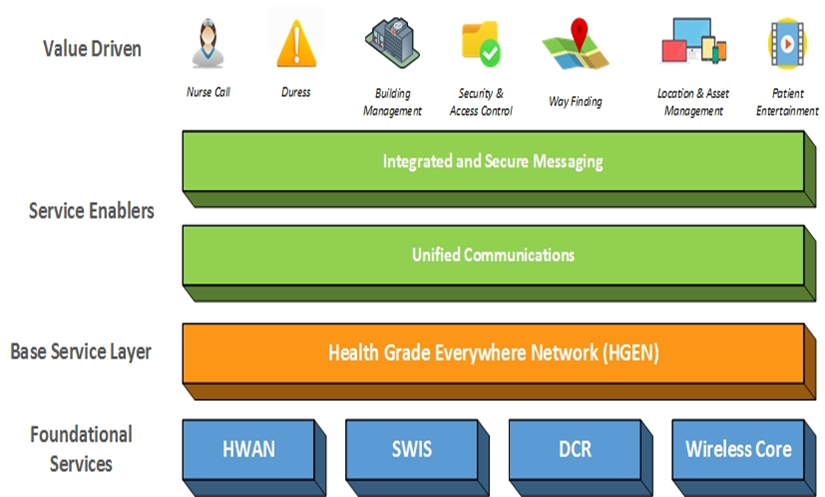 Value Driven
Nurse Call
Duress
Building
Management
Security &
Access Control
Way Finding
Location & Asset
Management
Patient
Entertainment
Service Enablers
Integrated and Secure Messaging
Unified Communications
Base Service Layer
Health Grade Everywhere Network (HGEN)
Foundational
Services
HWAN
SWIS
DCR
Wireless Core